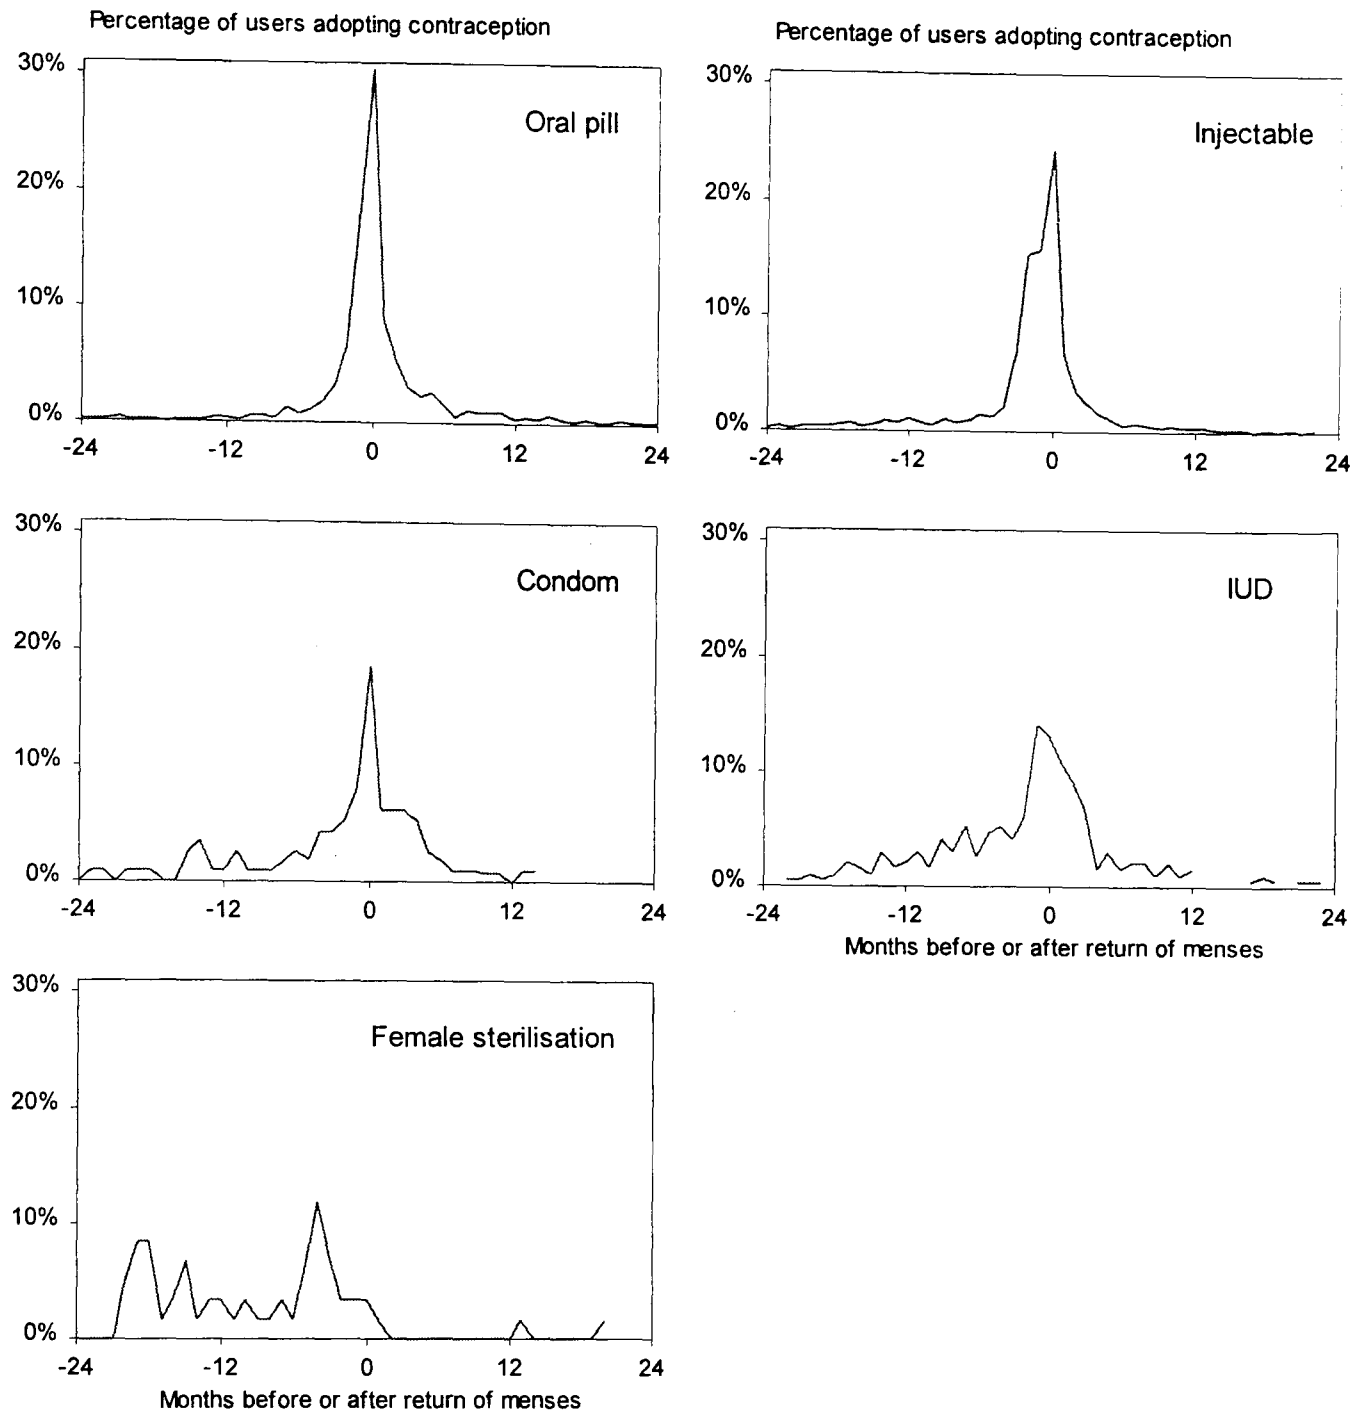 Percentage of users adopting contraception
30%
20%
10%
0%
Oral pill
-24 -12 0 12 24
Percentage of users adopting contraception
30%
20%
10%
0%
Injectable
-24 -12 0 12 24
30%
20%
10%
0%
Condom
-24 -12 0 12 24
30%
20%
10%
0%
IUD
-24 -12 0 12 24
Months before or after return of menses
30%
20%
10%
0%
Female sterilisation
-24 -12 0 12 24
Months before or after return of menses